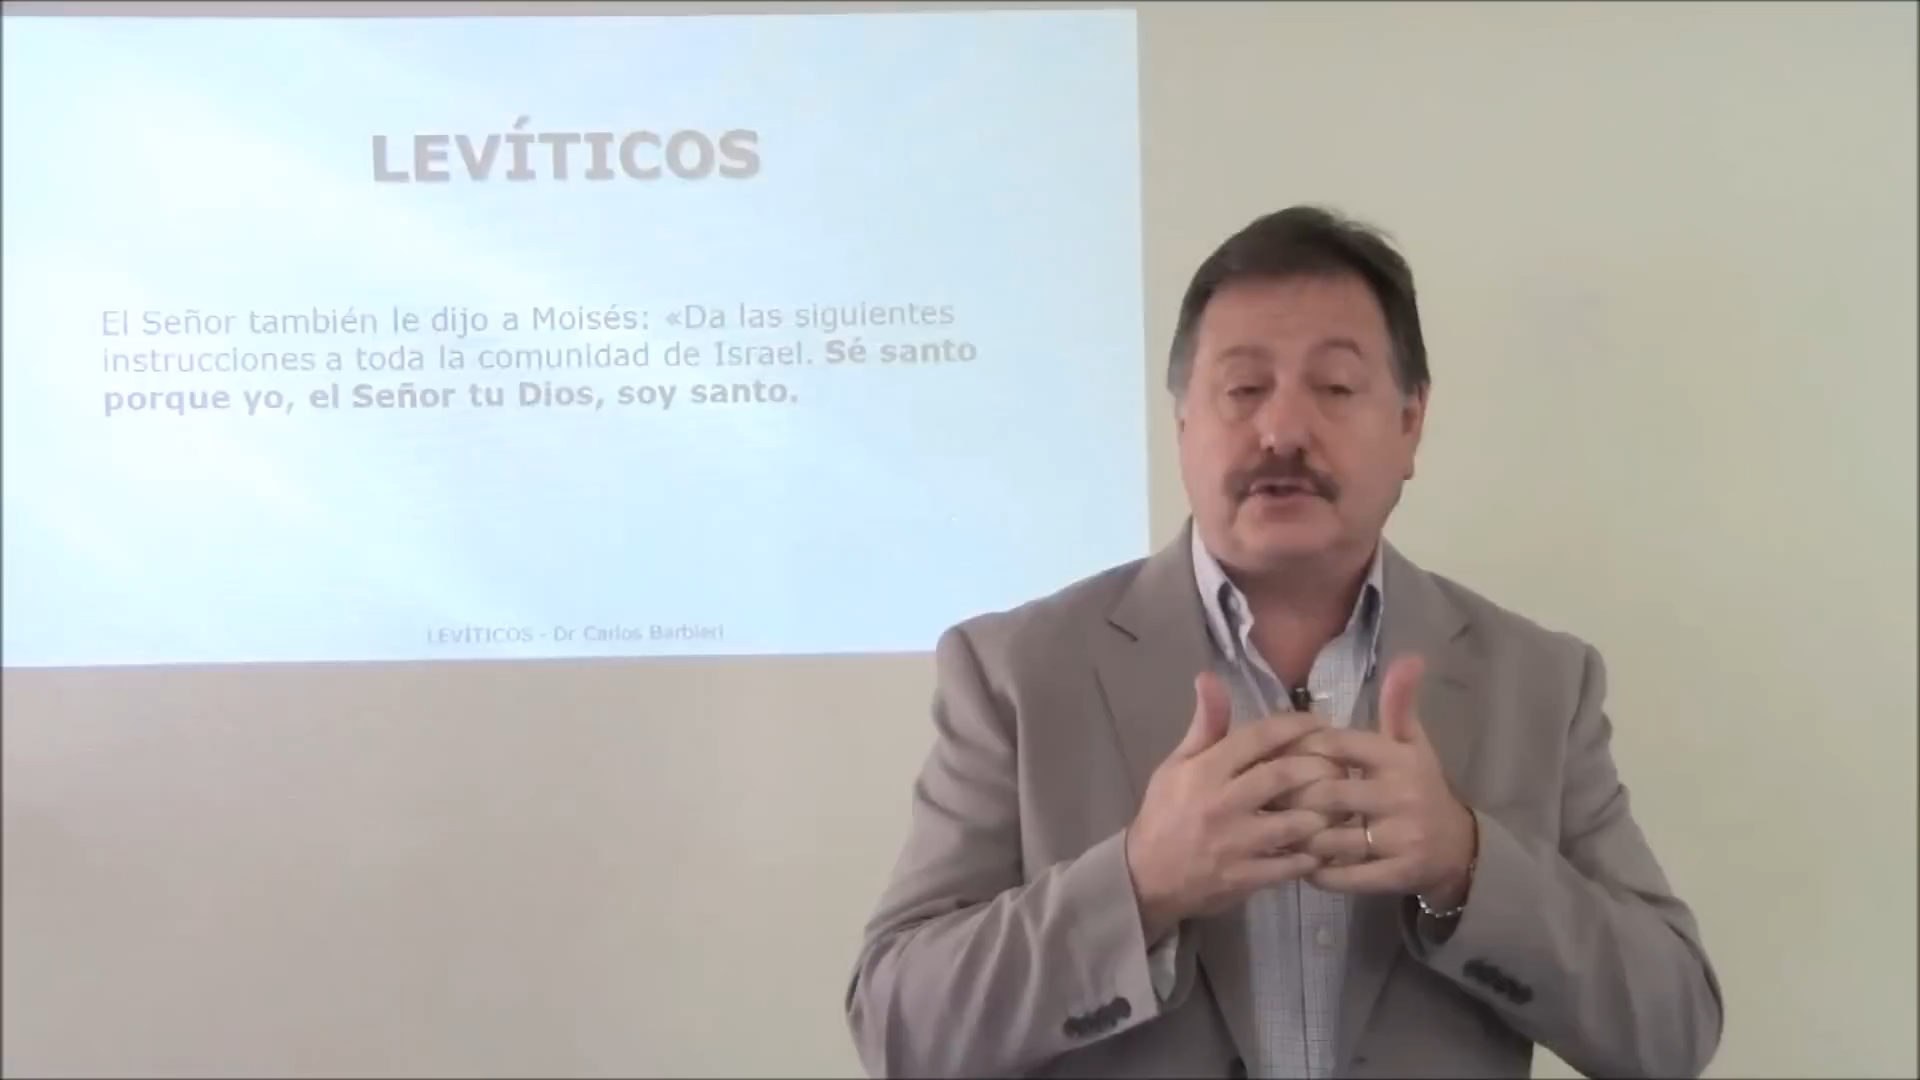 LEVÍTICOS
El Señor también le dijo a Moisés: «Da las siguientes
instrucciones a toda la comunidad de Israel. Sé santo
porque yo, el Señor tu Dios, soy santo.
LEVÍTICOS - Dr Carlos Barbieri